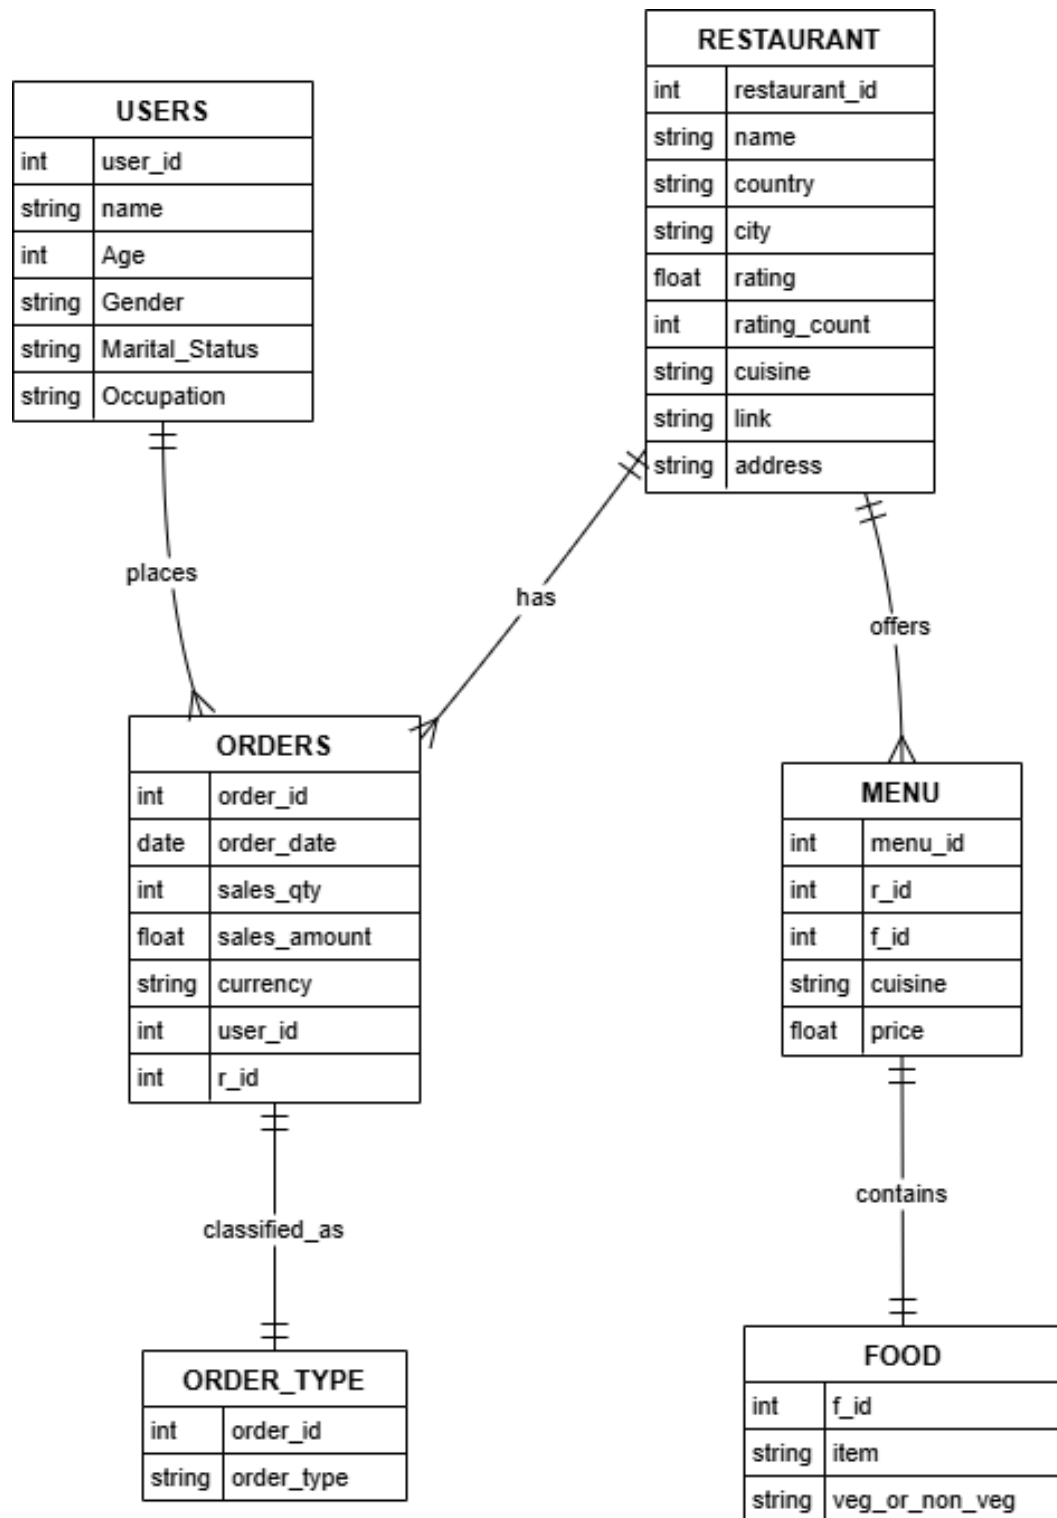 RESTAURANT
int restaurant_id
string name
string country
string city
float rating
int rating_count
string cuisine
string link
string address
USERS
int user_id
string name
int Age
string Gender
string Marital_Status
string Occupation
places
has
offers
ORDERS
int order_id
date order_date
int sales_qty
float sales_amount
string currency
int user_id
int r_id
MENU
int menu_id
int r_id
int f_id
string cuisine
float price
classified_as
contains
ORDER_TYPE
int order_id
string order_type
FOOD
int f_id
string item
string veg_or_non_veg